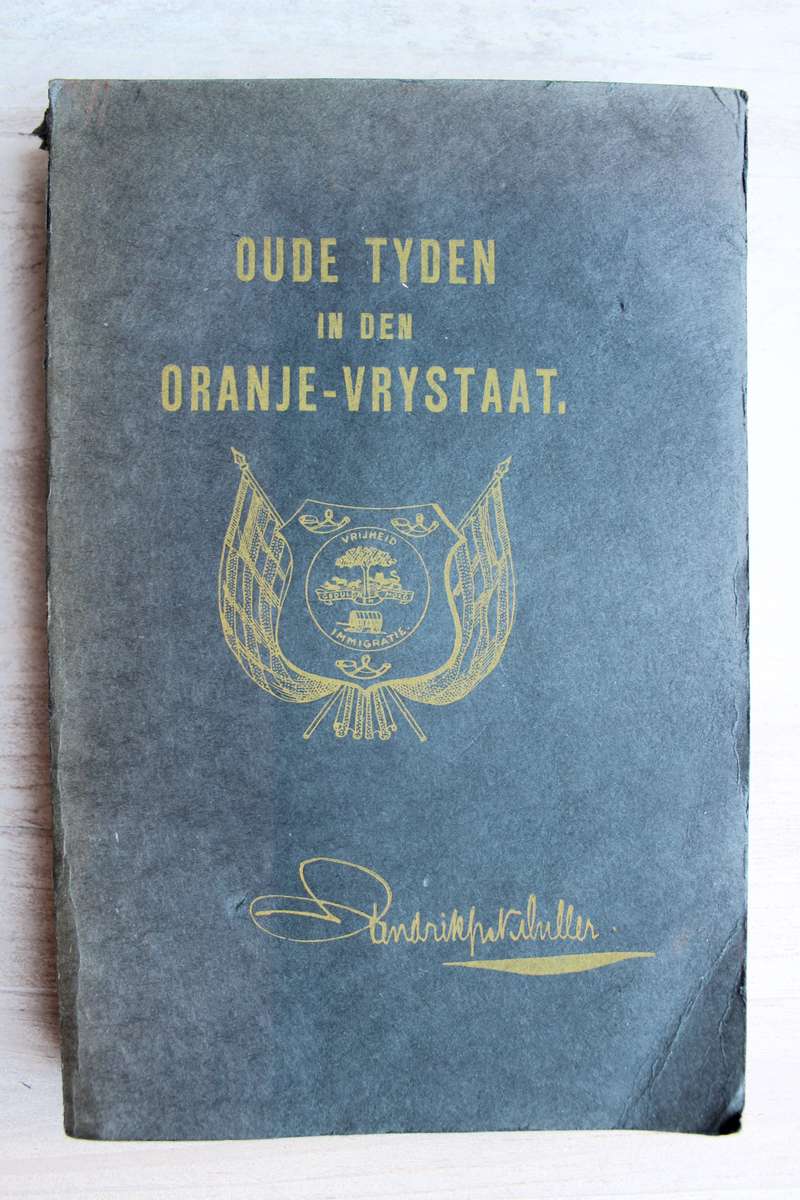 OUDE TYDEN
IN DEN
ORANJE-VRYSTAAT.
VRIJHEID
GEDULD EN MOED
IMMIGRATIE.
Hendrik P. N. Muller.